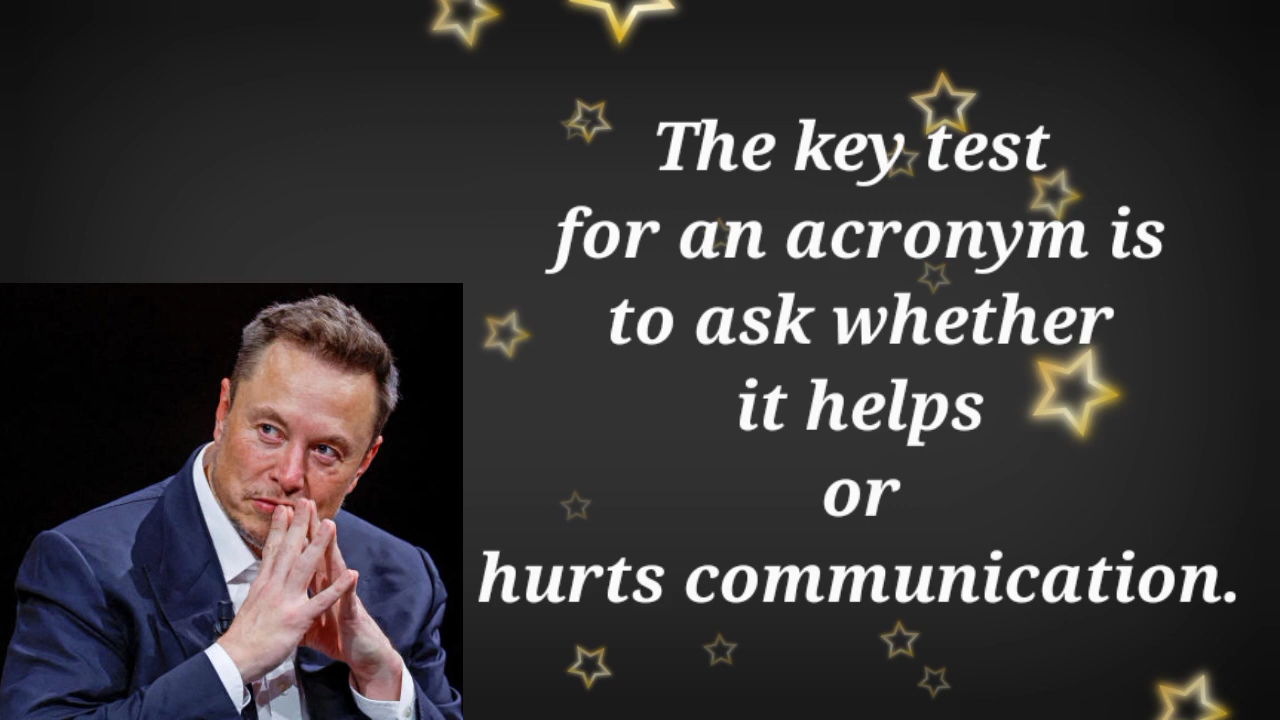 The key test
for an acronym is
to ask whether
it helps
or
hurts communication.